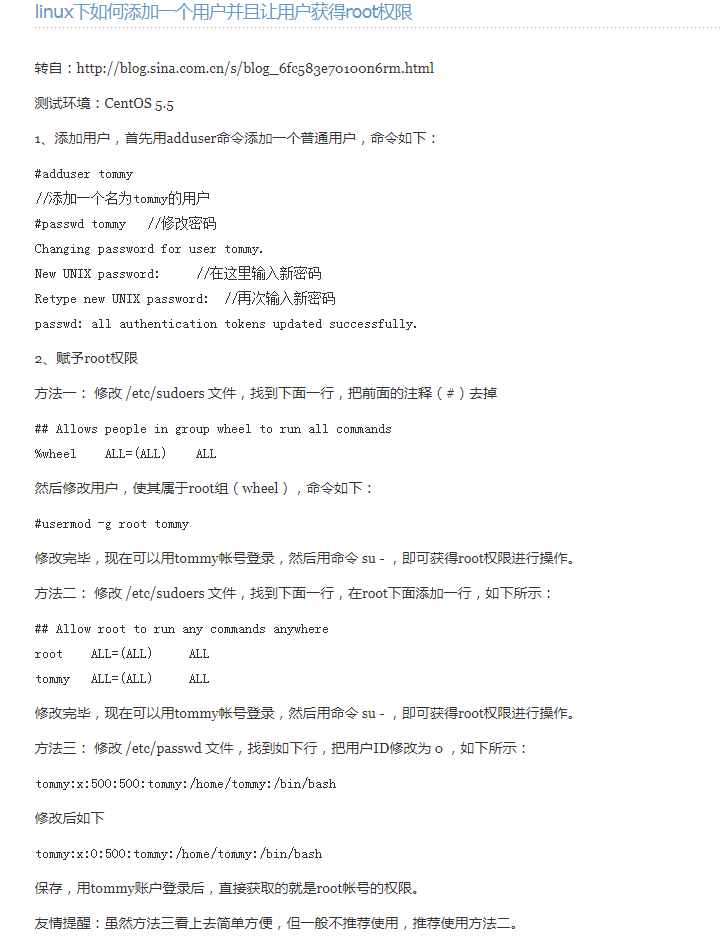 linux下如何添加一个用户并且让用户获得root权限
转自：http://blog.sina.com.cn/s/blog_6fc583e70100n6rm.html
测试环境：CentOS 5.5
1、添加用户，首先用adduser命令添加一个普通用户，命令如下：
#adduser tommy
//添加一个名为tommy的用户
#passwd tommy   //修改密码
Changing password for user tommy.
New UNIX password:     //在这里输入新密码
Retype new UNIX password:  //再次输入新密码
passwd: all authentication tokens updated successfully.
2、赋予root权限
方法一： 修改 /etc/sudoers 文件，找到下面一行，把前面的注释（#）去掉
## Allows people in group wheel to run all commands
%wheel    ALL=(ALL)    ALL
然后修改用户，使其属于root组（wheel），命令如下：
#usermod -g root tommy
修改完毕，现在可以用tommy帐号登录，然后用命令 su - ，即可获得root权限进行操作。
方法二： 修改 /etc/sudoers 文件，找到下面一行，在root下面添加一行，如下所示：
## Allow root to run any commands anywhere
root    ALL=(ALL)     ALL
tommy   ALL=(ALL)     ALL
修改完毕，现在可以用tommy帐号登录，然后用命令 su - ，即可获得root权限进行操作。
方法三： 修改 /etc/passwd 文件，找到如下行，把用户ID修改为 0 ，如下所示：
tommy:x:500:500:tommy:/home/tommy:/bin/bash
修改后如下
tommy:x:0:500:tommy:/home/tommy:/bin/bash
保存，用tommy账户登录后，直接获取的就是root帐号的权限。
友情提醒：虽然方法三看上去简单方便，但一般不推荐使用，推荐使用方法二。